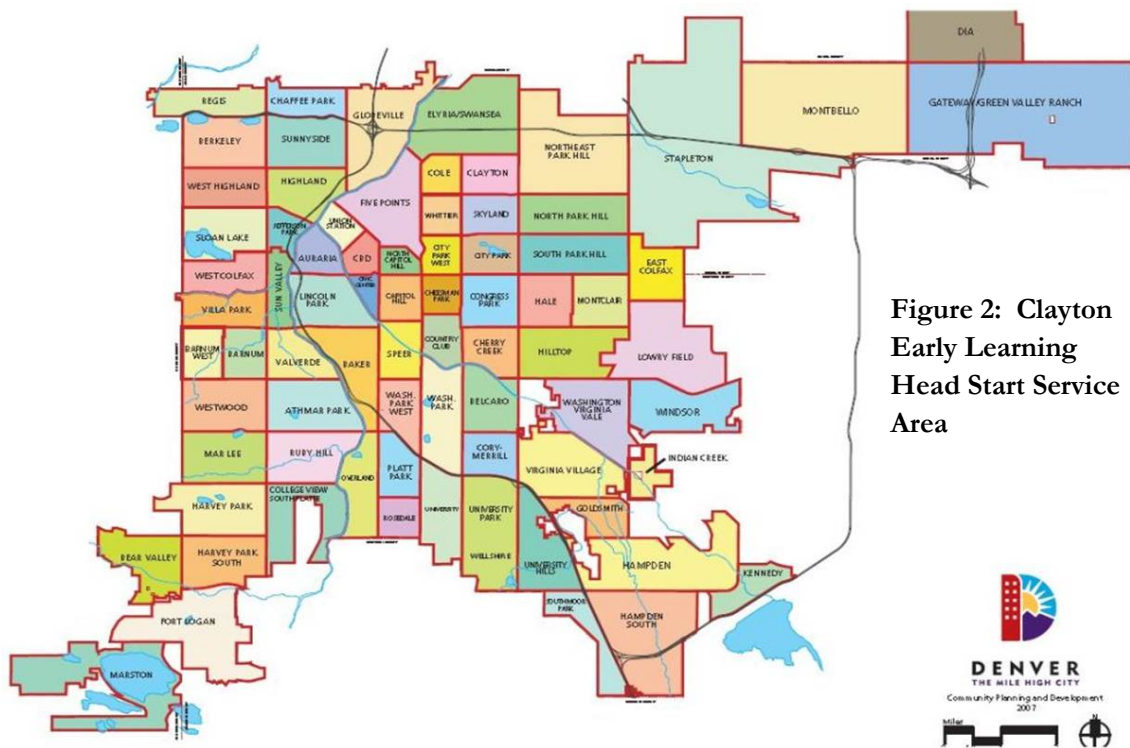 DIA
REGIS
CHAFFEE PARK
GLOBEVILLE
ELYRIA/SWANSEA
MONTBELLO
GATEWAY/GREEN VALLEY RANCH
BERKELEY
SUNNYSIDE
NORTHEAST
PARK HILL
STAPLETON
WEST HIGHLAND
HIGHLAND
COLE
CLAYTON
FIVE POINTS
WHITTIER
SKYLAND
NORTH PARK HILL
SLOAN LAKE
JEFFERSON
PARK
UNION
STATION
AURARIA
CBD
NORTH
CAPITOL
HILL
CITY
PARK
WEST
CITY PARK
SOUTH PARK HILL
EAST
COLFAX
WEST COLFAX
SUN VALLEY
LINCOLN
PARK
CIVIC
CENTER
CAPITOL
HILL
CHEESMAN
PARK
CONGRESS
PARK
HALE
MONTCLAIR
VILLA PARK
BARNUM
WEST
BARNUM
VALVERDE
BAKER
SPEER
COUNTRY
CLUB
CHERRY
CREEK
HILLTOP
LOWRY FIELD
WESTWOOD
ATHMAR PARK
WASH.
PARK
WEST
WASH.
PARK
BELCARO
WASHINGTON
VIRGINIA
VALE
WINDSOR
MAR LEE
RUBY HILL
OVERLAND
PLATT
PARK
CORY-
MERRILL
VIRGINIA VILLAGE
INDIAN CREEK
HARVEY PARK
COLLEGE VIEW
SOUTH PLATTE
ROSEDALE
UNIVERSITY
UNIVERSITY
PARK
GOLDSMITH
BEAR VALLEY
HARVEY PARK
SOUTH
WELLSHIRE
UNIVERSITY
HILLS
HAMPDEN
KENNEDY
SOUTHMOOR
PARK
HAMPDEN
SOUTH
FORT LOGAN
MARSTON
Figure 2: Clayton
Early Learning
Head Start Service
Area
DENVER
THE MILE HIGH CITY
Community Planning and Development
2007
Miles
N